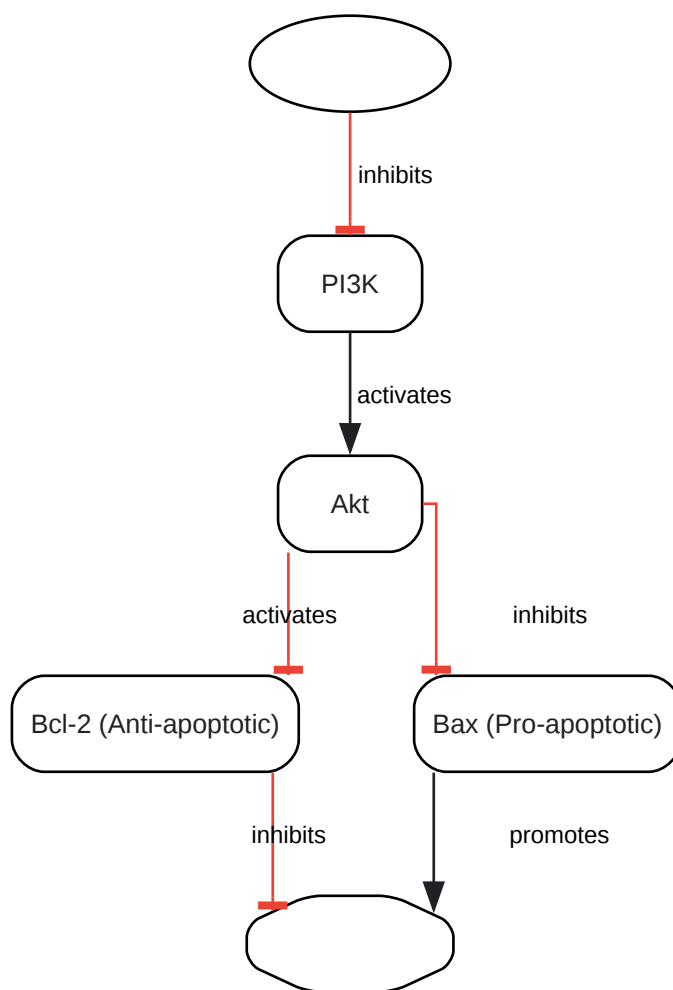 inhibits
PI3K
activates
Akt
activates
inhibits
Bcl-2 (Anti-apoptotic)
Bax (Pro-apoptotic)
inhibits
promotes